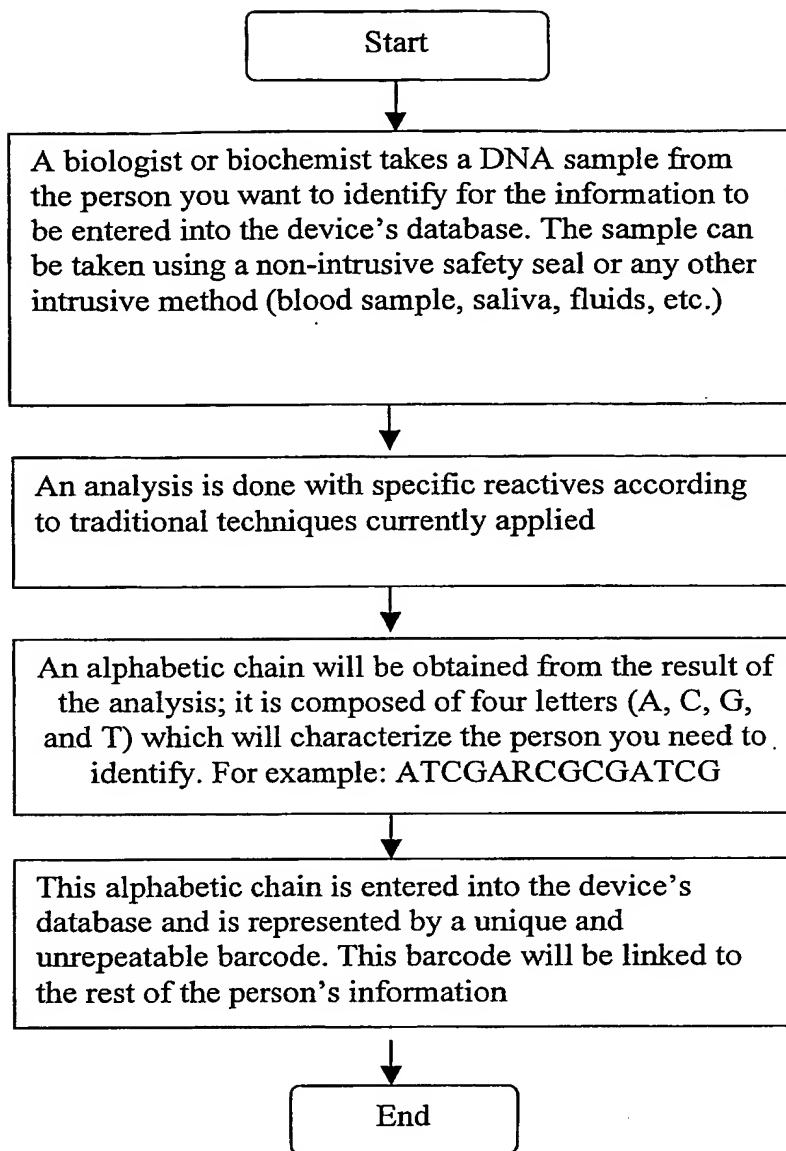 Start
A biologist or biochemist takes a DNA sample from
the person you want to identify for the information to
be entered into the device's database. The sample can
be taken using a non-intrusive safety seal or any other
intrusive method (blood sample, saliva, fluids, etc.)
An analysis is done with specific reactives according
to traditional techniques currently applied
An alphabetic chain will be obtained from the result of
the analysis; it is composed of four letters (A, C, G,
and T) which will characterize the person you need to
identify. For example: ATCGARCGCGATCG
This alphabetic chain is entered into the device's
database and is represented by a unique and
unrepeatable barcode. This barcode will be linked to
the rest of the person's information
End